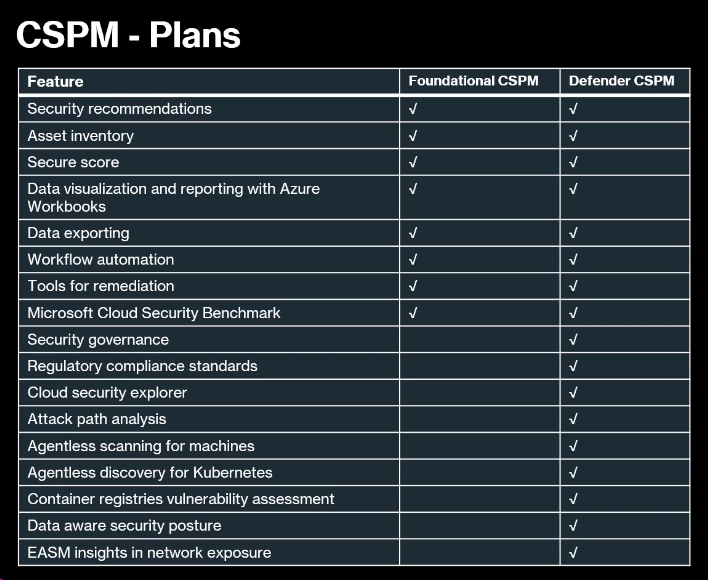 CSPM - Plans
Feature Foundational CSPM Defender CSPM
Security recommendations √ √
Asset inventory √ √
Secure score √ √
Data visualization and reporting with Azure √ √
Workbooks
Data exporting √ √
Workflow automation √ √
Tools for remediation √ √
Microsoft Cloud Security Benchmark √ √
Security governance √
Regulatory compliance standards √
Cloud security explorer √
Attack path analysis √
Agentless scanning for machines √
Agentless discovery for Kubernetes √
Container registries vulnerability assessment √
Data aware security posture √
EASM insights in network exposure √